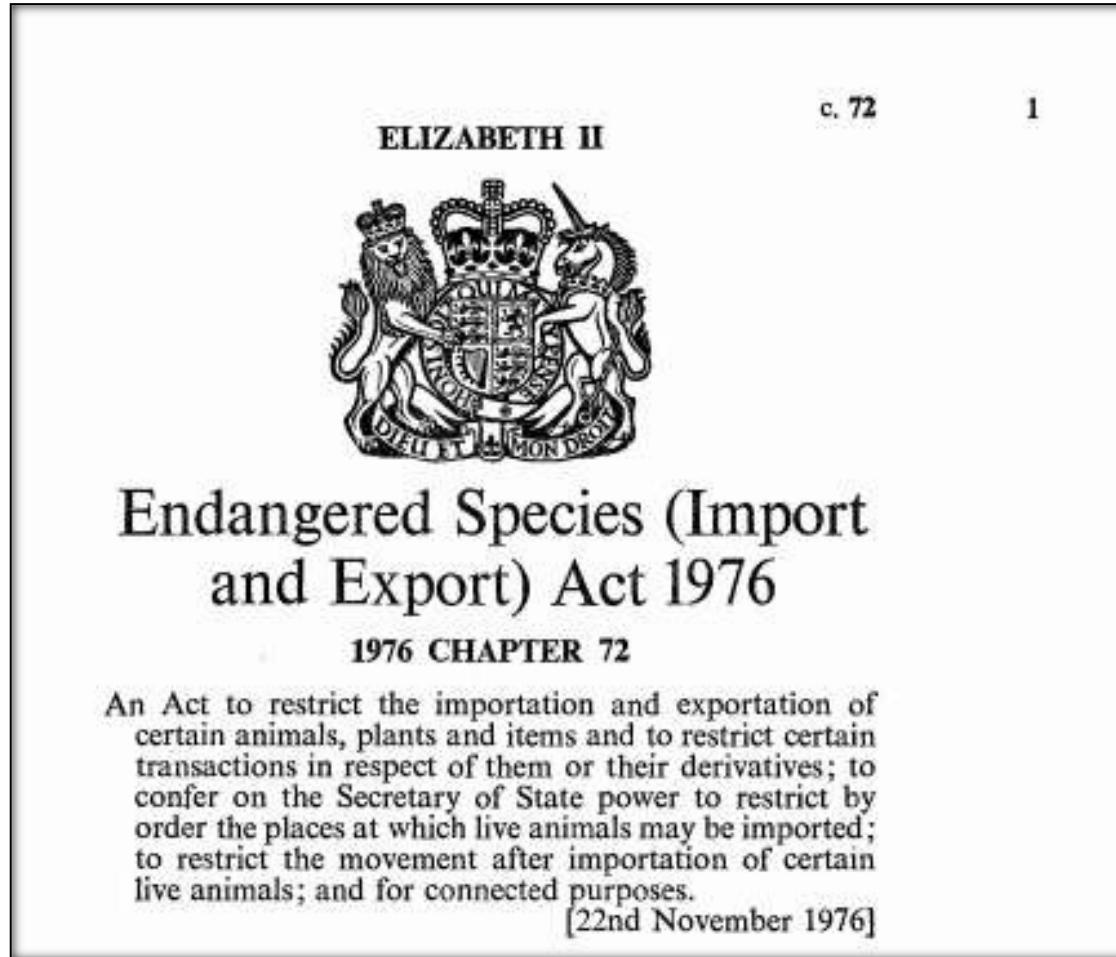 c. 72 1
ELIZABETH II
HONI S
QUI MAL
Y PENSE
DIEU ET MON DROIT
Endangered Species (Import
and Export) Act 1976
1976 CHAPTER 72
An Act to restrict the importation and exportation of
certain animals, plants and items and to restrict certain
transactions in respect of them or their derivatives; to
confer on the Secretary of State power to restrict by
order the places at which live animals may be imported;
to restrict the movement after importation of certain
live animals; and for connected purposes.
[22nd November 1976]